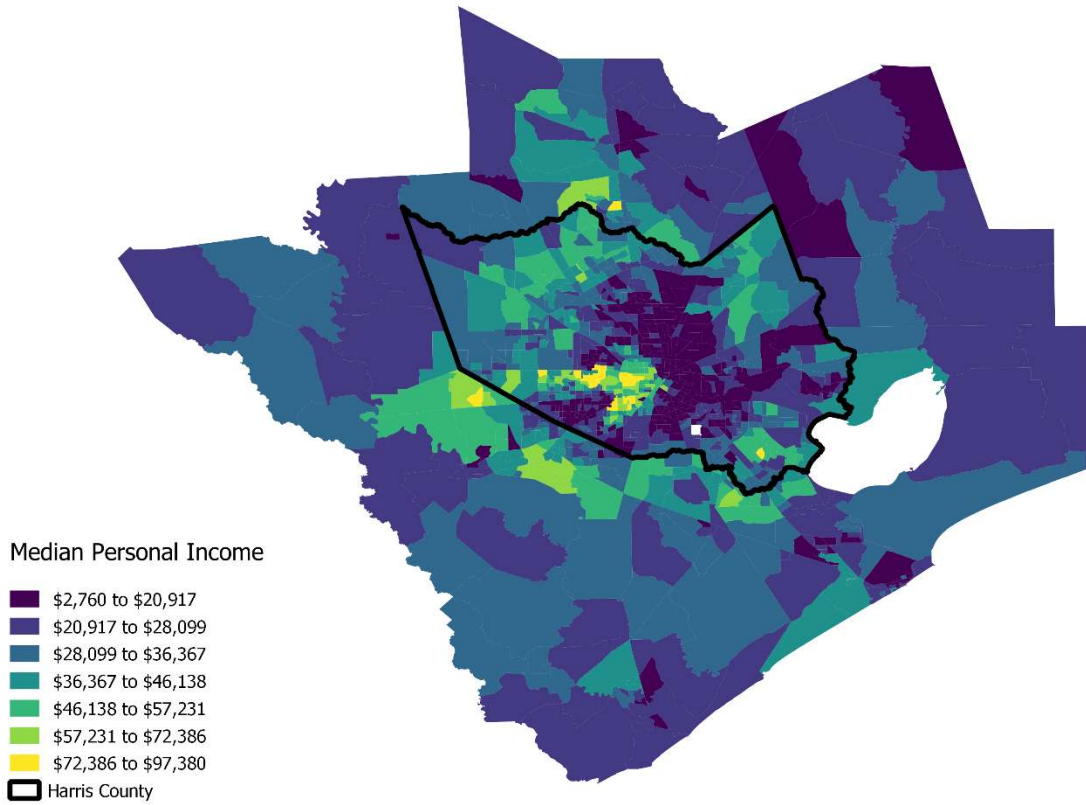 Median Personal Income
$2,760 to $20,917
$20,917 to $28,099
$28,099 to $36,367
$36,367 to $46,138
$46,138 to $57,231
$57,231 to $72,386
$72,386 to $97,380
Harris County